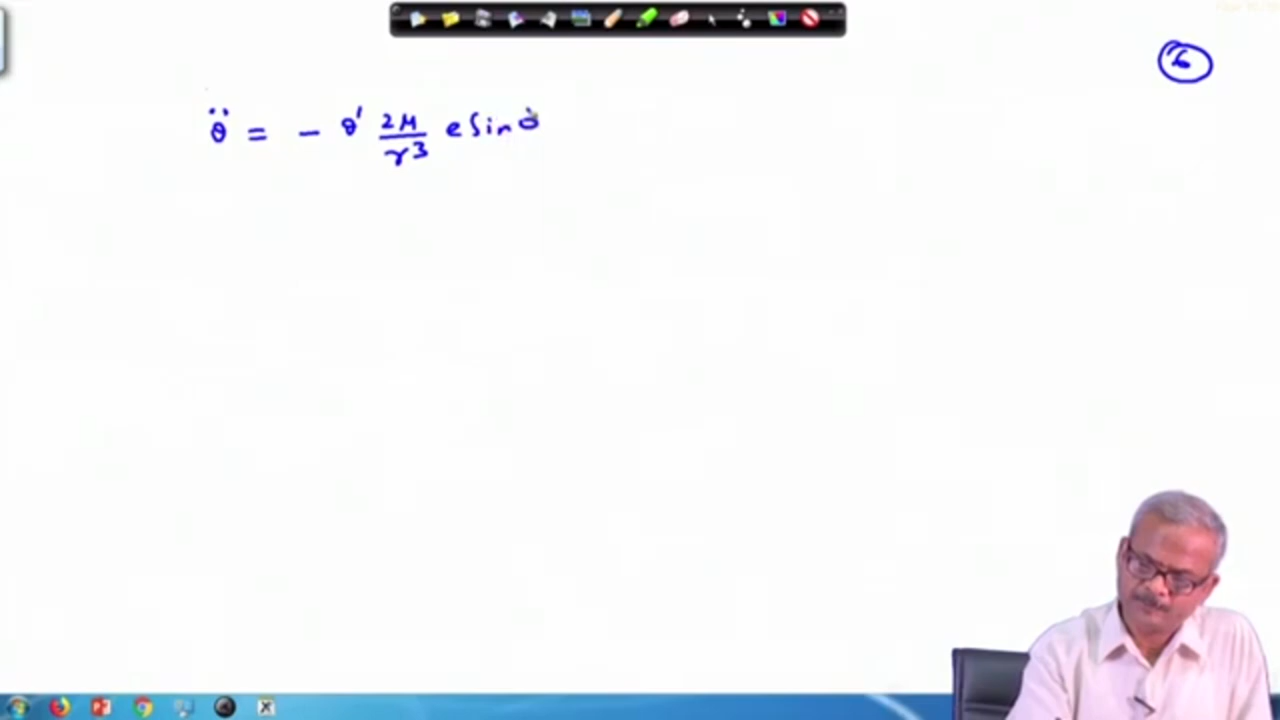 6
θ̈ = - θ' 2μ/r³ e sin θ